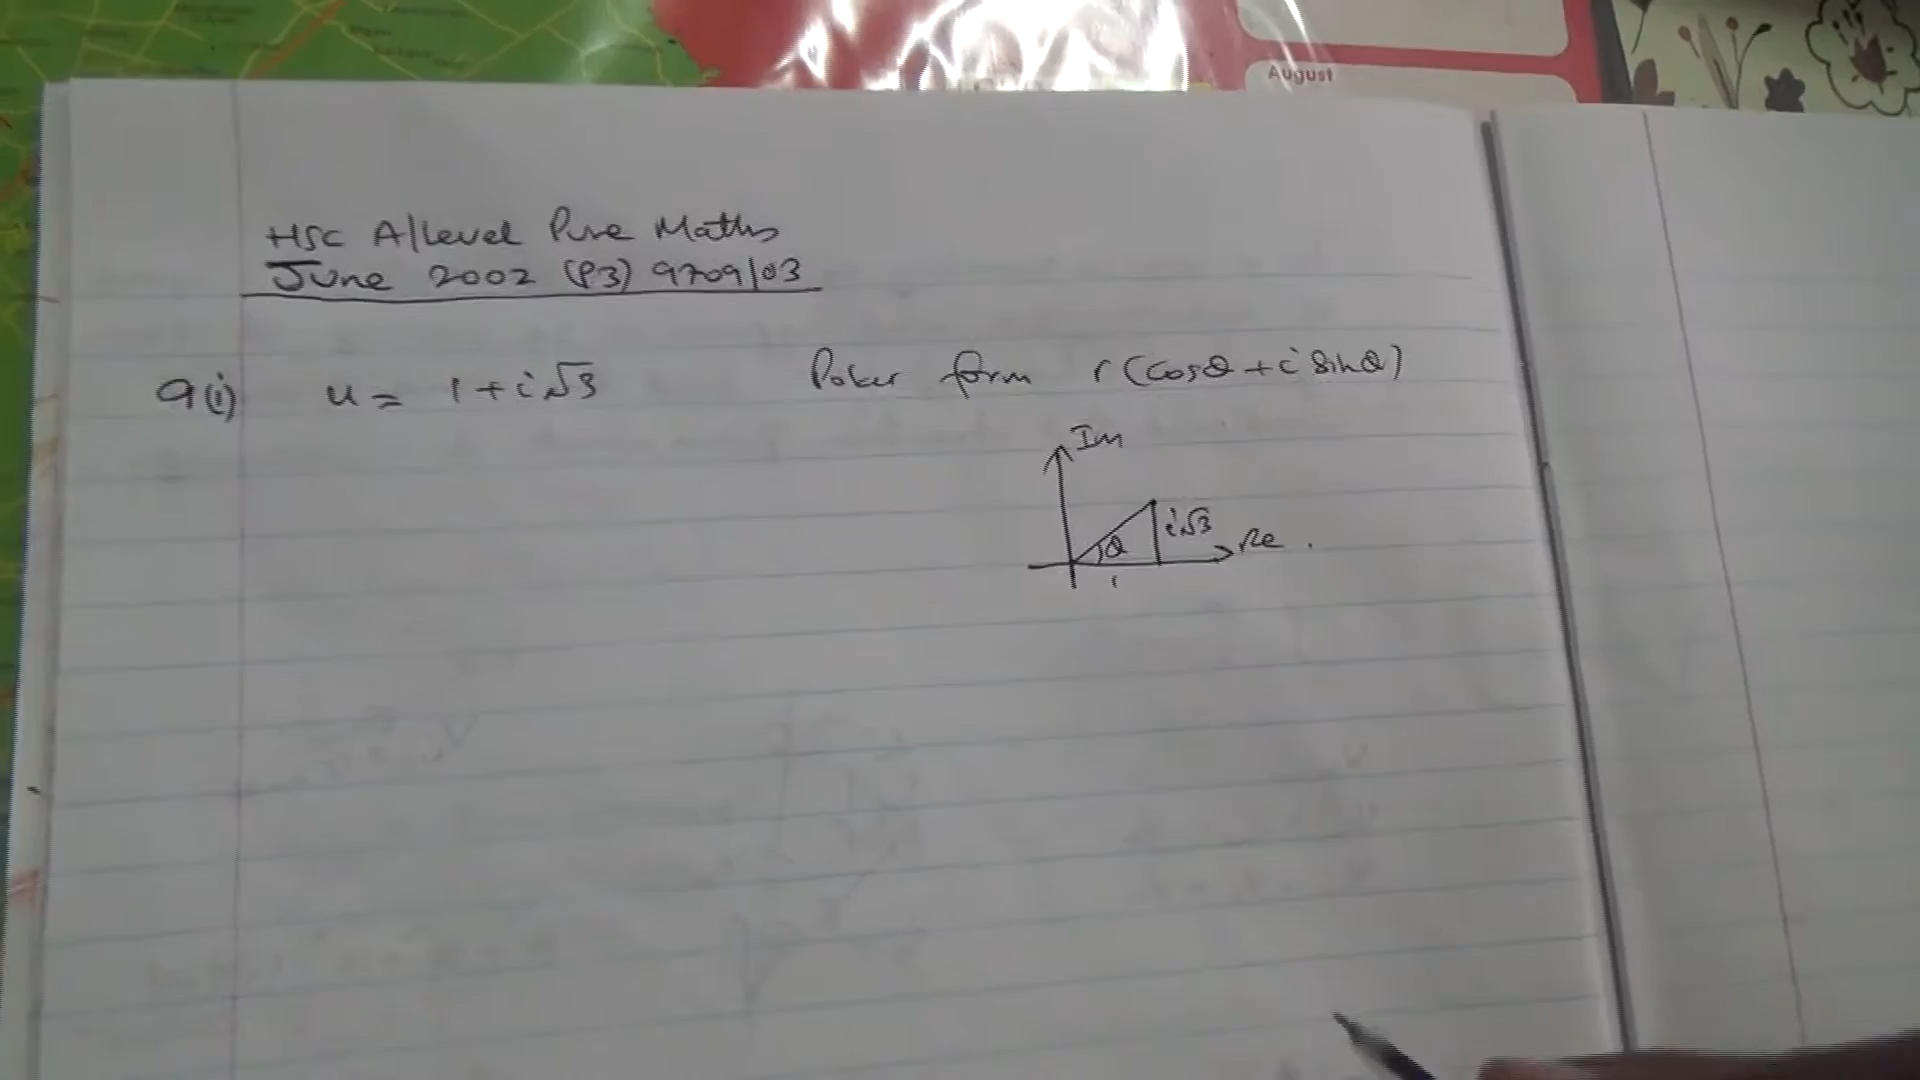 August
HSC A/Level Pure Maths
June 2002 (P3) 9709/03
9(i) u = 1+i√3 Polar form r(cosθ+i sinθ)
Im
θ i√3 Re .
1